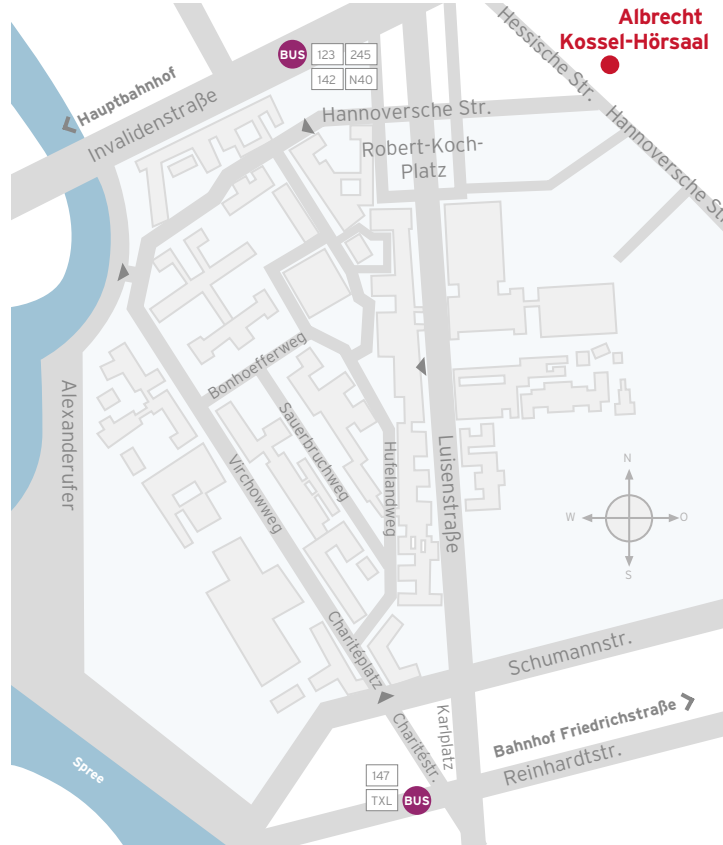 Albrecht
Kossel-Hörsaal
Hessische Str.
BUS 123 245
142 N40
Hauptbahnhof
Invalidenstraße
Hannoversche Str.
Robert-Koch-
Platz
Hannoversche Str
Bonhoefferweg
Alexanderufer
Sauerbruchweg
Virchowweg
Hufelandweg
Luisenstraße
N
W
O
S
Charitéplatz
Schumannstr.
Karlplatz
Charitéstr.
Bahnhof Friedrichstraße
Reinhardtstr.
Spree
147
TXL BUS